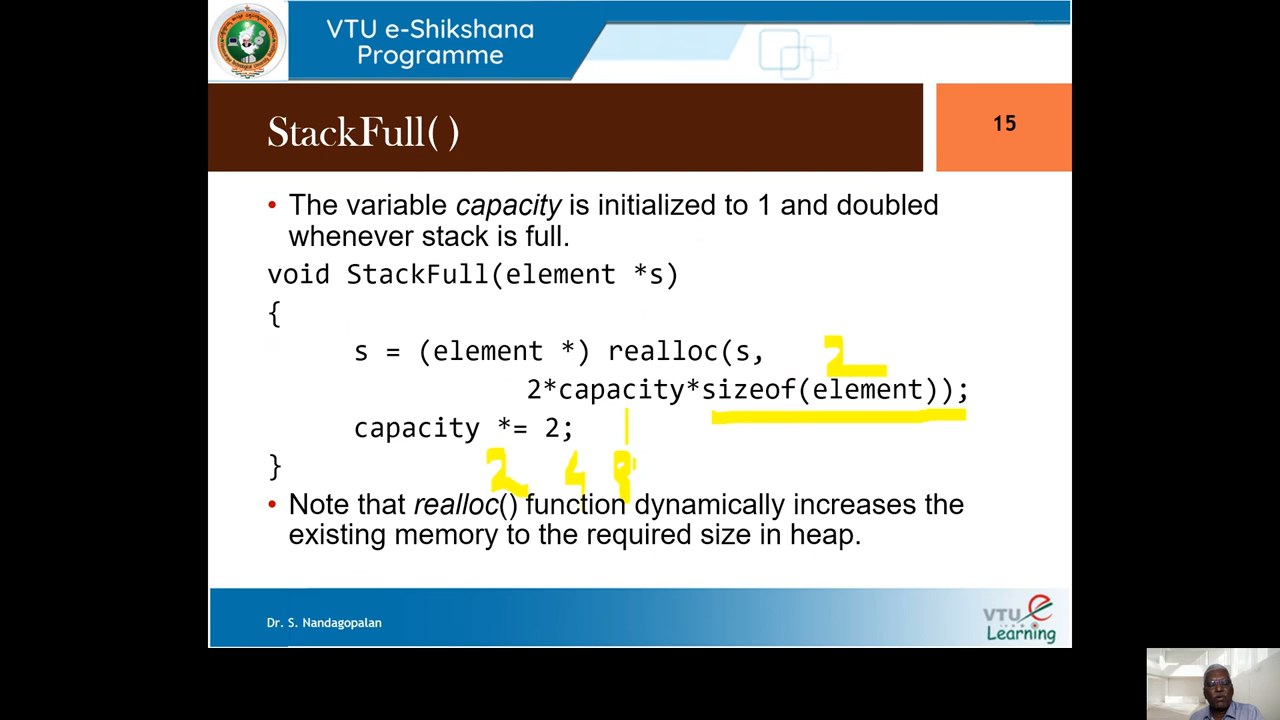 VTU e-Shikshana
Programme
StackFull( )
15
• The variable capacity is initialized to 1 and doubled
whenever stack is full.
void StackFull(element *s)
{
s = (element *) realloc(s,
2
2*capacity*sizeof(element));
capacity *= 2;
}
2 4 8
• Note that realloc() function dynamically increases the
existing memory to the required size in heap.
Dr. S. Nandagopalan
VTU e
Learning